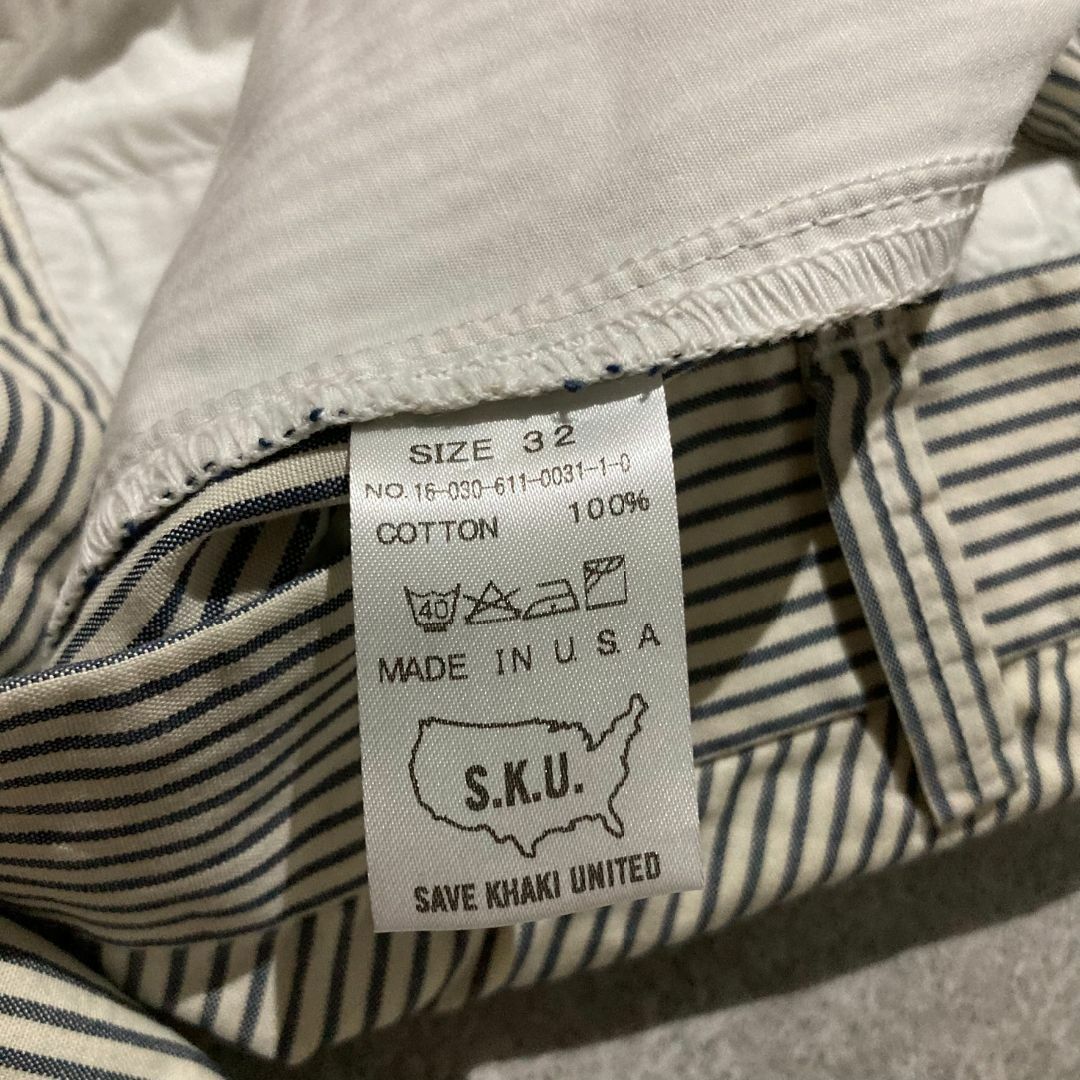 SIZE 32
NO. 16-030-611-0031-1-0
COTTON 100%
40
MADE IN U.S.A
S.K.U.
SAVE KHAKI UNITED